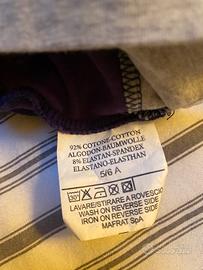 92% COTONE-COTTON
ALGODON-BAUMWOLLE
8% ELASTAN-SPANDEX
ELASTANO-ELASTHAN
5/6 A
LAVARE/STIRARE A ROVESCIO
WASH ON REVERSE SIDE
IRON ON REVERSE SIDE
MAFRAT SpA